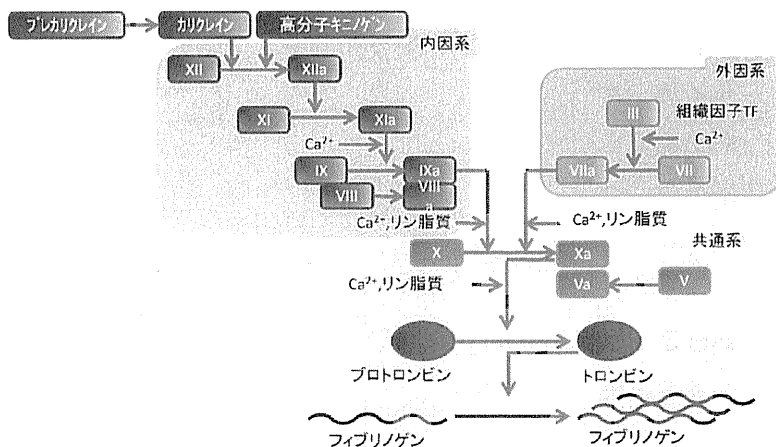 プレカリクレイン
カリクレイン
高分子キニノゲン
内因系
XII
XIIa
外因系
XI
XIa
III
組織因子TF
Ca²⁺
Ca²⁺
IX
IXa
VIIa
VII
VIII
VIIIa
Ca²⁺,リン脂質
Ca²⁺,リン脂質
X
Xa
共通系
Ca²⁺,リン脂質
Va
V
プロトロンビン
トロンビン
フィブリノゲン
フィブリノゲン